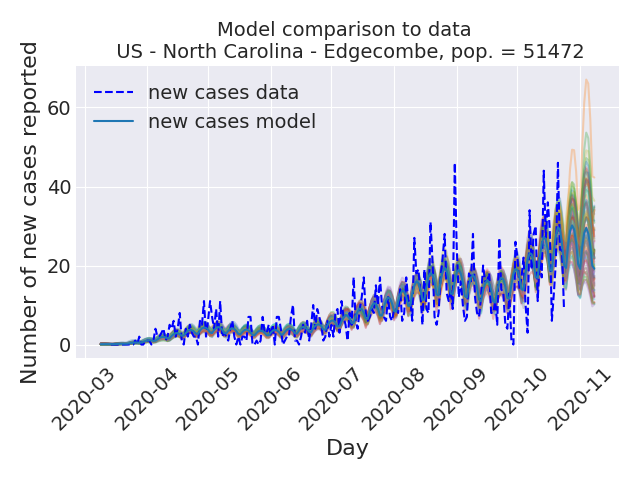 Model comparison to data
US - North Carolina - Edgecombe, pop. = 51472
Number of new cases reported
60
40
20
0
new cases data
new cases model
2020-03
2020-04
2020-05
2020-06
2020-07
2020-08
2020-09
2020-10
2020-11
Day